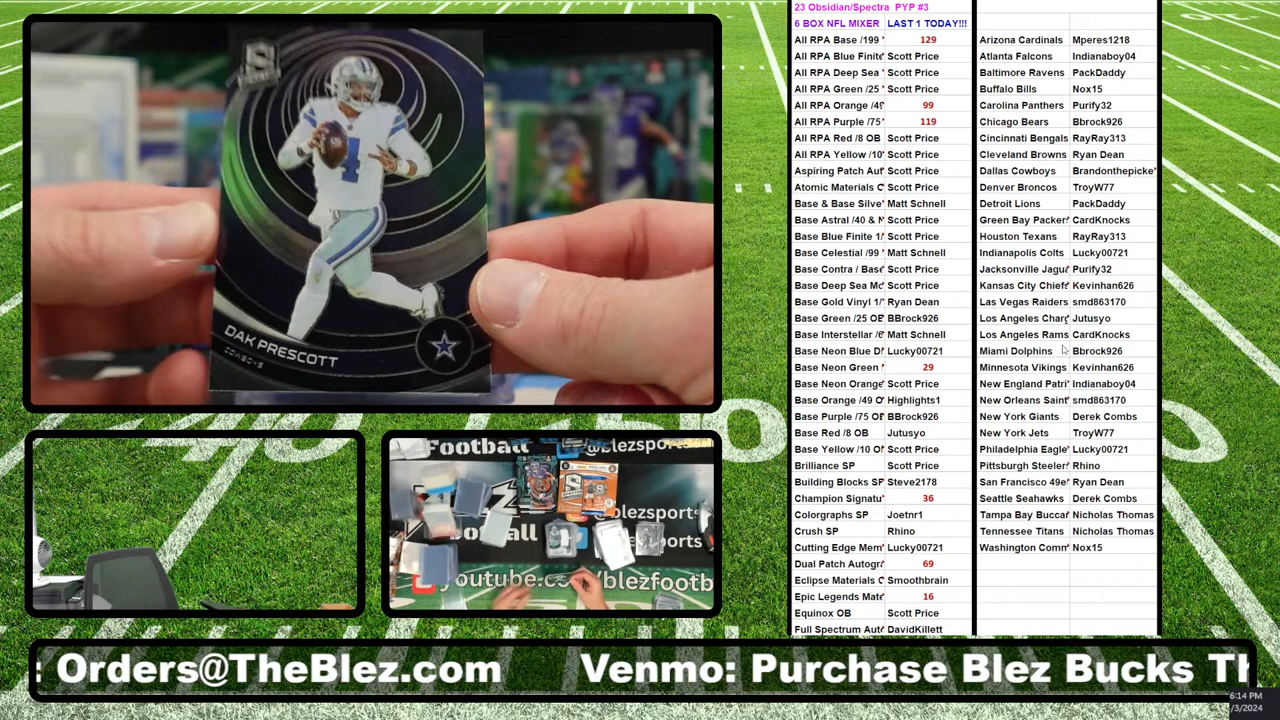 23 Obsidian/Spectra PYP #3
6 BOX NFL MIXER LAST 1 TODAY!!!
All RPA Base /199 129
All RPA Blue Finite Scott Price
All RPA Deep Sea Scott Price
All RPA Green /25 Scott Price
All RPA Orange /49 99
All RPA Purple /75 119
All RPA Red /8 OB Scott Price
All RPA Yellow /10 Scott Price
Aspiring Patch Aut Scott Price
Atomic Materials C Scott Price
Base & Base Silve Matt Schnell
Base Astral /40 & N Scott Price
Base Blue Finite 1/ Scott Price
Base Celestial /99 Matt Schnell
Base Contra / Base Scott Price
Base Deep Sea Mo Scott Price
Base Gold Vinyl 1/ Ryan Dean
Base Green /25 OB BBrock926
Base Interstellar /6 Matt Schnell
Base Neon Blue DI Lucky00721
Base Neon Green 29
Base Neon Orange Scott Price
Base Orange /49 O Highlights1
Base Purple /75 OB BBrock926
Base Red /8 OB Jutusyo
Base Yellow /10 O Scott Price
Brilliance SP Scott Price
Building Blocks SP Steve2178
Champion Signatu 36
Colorgraphs SP Joetnr1
Crush SP Rhino
Cutting Edge Mem Lucky00721
Dual Patch Autogr 69
Eclipse Materials C Smoothbrain
Epic Legends Mate 16
Equinox OB Scott Price
Full Spectrum Aut DavidKillett
Arizona Cardinals Mperes1218
Atlanta Falcons Indianaboy04
Baltimore Ravens PackDaddy
Buffalo Bills Nox15
Carolina Panthers Purify32
Chicago Bears Bbrock926
Cincinnati Bengals RayRay313
Cleveland Browns Ryan Dean
Dallas Cowboys Brandonthepicke
Denver Broncos TroyW77
Detroit Lions PackDaddy
Green Bay Packer CardKnocks
Houston Texans RayRay313
Indianapolis Colts Lucky00721
Jacksonville Jagua Purify32
Kansas City Chiefs Kevinhan626
Las Vegas Raiders smd863170
Los Angeles Charg Jutusyo
Los Angeles Rams CardKnocks
Miami Dolphins Bbrock926
Minnesota Vikings Kevinhan626
New England Patri Indianaboy04
New Orleans Saint smd863170
New York Giants Derek Combs
New York Jets TroyW77
Philadelphia Eagle Lucky00721
Pittsburgh Steeler Rhino
San Francisco 49e Ryan Dean
Seattle Seahawks Derek Combs
Tampa Bay Buccar Nicholas Thomas
Tennessee Titans Nicholas Thomas
Washington Comm Nox15
DAK PRESCOTT
COWBOYS
4
Football
@blezsports
youtube.co/blezfootb
: Orders@TheBlez.com Venmo: Purchase Blez Bucks Th
6:14 PM
/3/2024